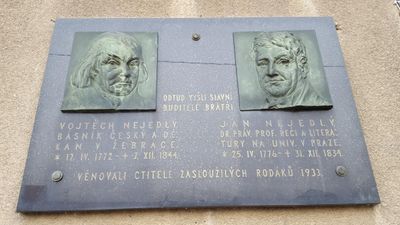 ODTUD VYŠLI SLAVNÍ
BUDITELÉ BRATŘI
VOJTĚCH NEJEDLÝ,
BÁSNÍK ČESKÝ A DĚ-
KAN V ŽEBRÁCE.
* 17. IV. 1772 – + 7. XII. 1844.
JAN NEJEDLÝ
DR. PRÁV, PROF. ŘEČI A LITERA-
TURY NA UNIV. V PRAZE.
* 25. IV. 1776 – + 31. XII. 1834.
VĚNOVALI CTITELÉ ZASLOUŽILÝCH RODÁKŮ 1933.